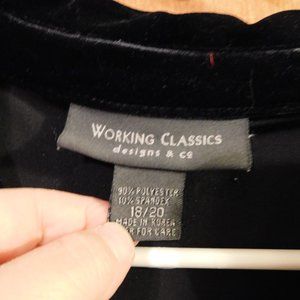 WORKING CLASSICS
designs & co
90% POLYESTER
10% SPANDEX
18/20
MADE IN KOREA
FOR CARE